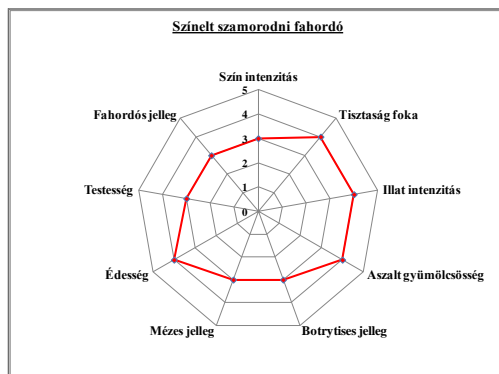 Színelt szamorodni fahordó
Szín intenzitás
5
Fahordós jelleg
Tisztaság foka
4
3
2
Testesség
Illat intenzitás
1
0
Édesség
Aszalt gyümölcsösség
Mézes jelleg
Botrytises jelleg